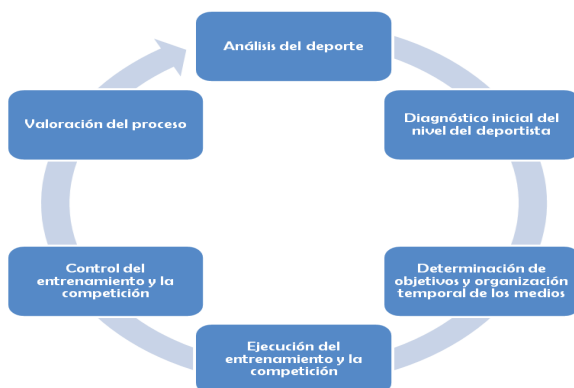 Análisis del deporte
Diagnóstico inicial del
nivel del deportista
Determinación de
objetivos y organización
temporal de los medios
Ejecución del
entrenamiento y la
competición
Control del
entrenamiento y la
competición
Valoración del proceso